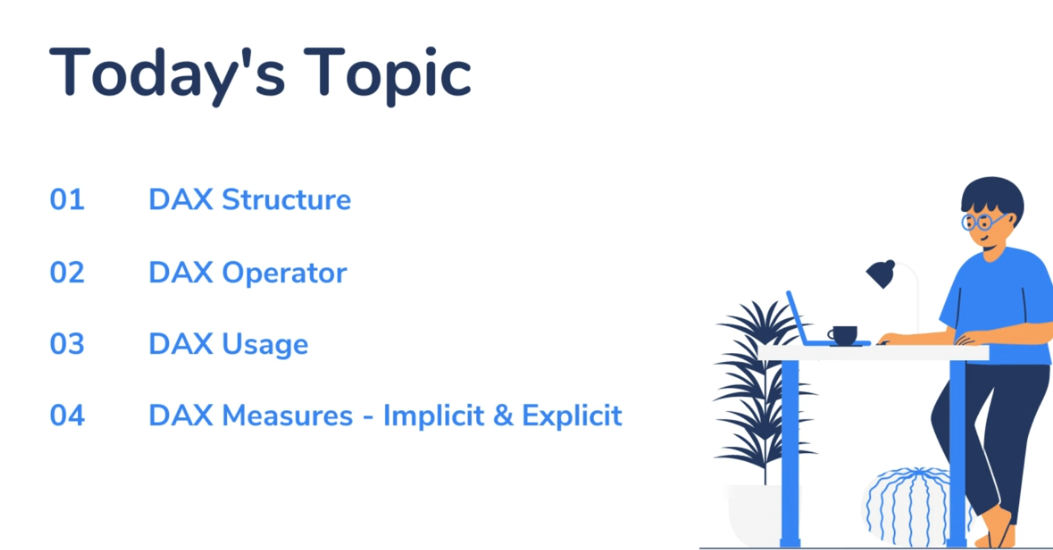 Today's Topic
01 DAX Structure
02 DAX Operator
03 DAX Usage
04 DAX Measures - Implicit & Explicit